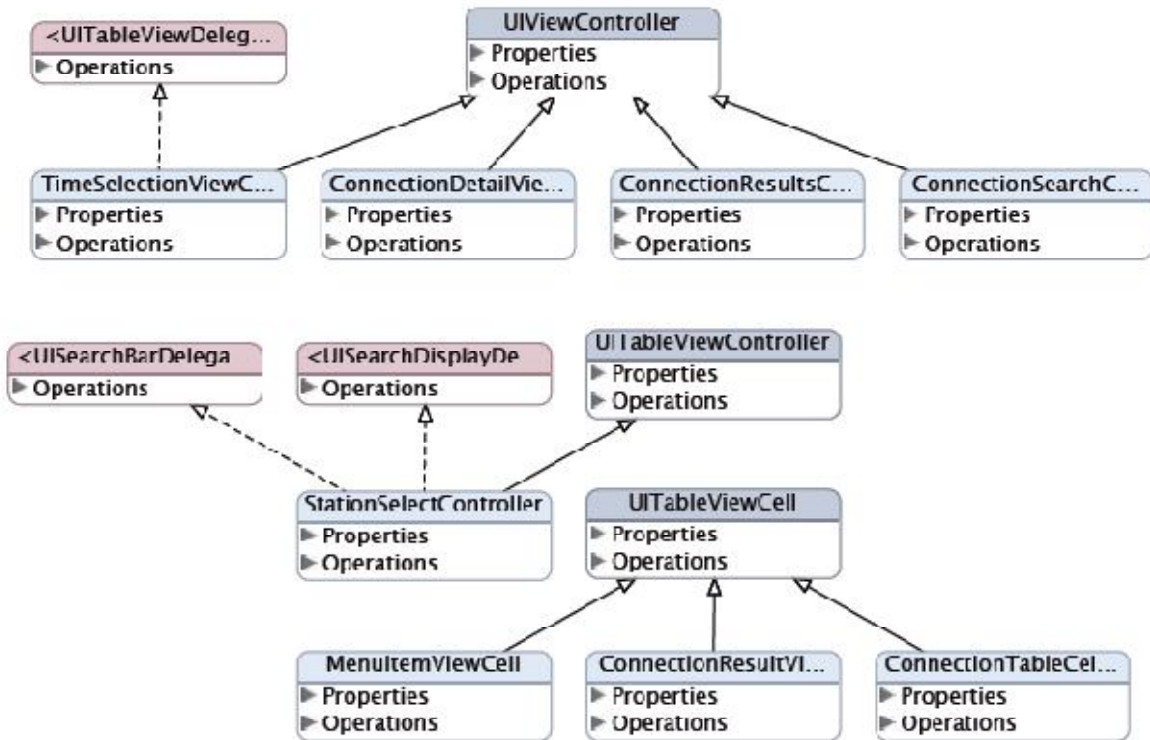 <UITableViewDeleg...
Operations
UIViewController
Properties
Operations
TimeSelectionViewC...
Properties
Operations
ConnectionDetailVie...
Properties
Operations
ConnectionResultsC...
Properties
Operations
ConnectionSearchC...
Properties
Operations
<UISearchBarDelega
Operations
<UISearchDisplayDe
Operations
UITableViewController
Properties
Operations
StationSelectController
Properties
Operations
UITableViewCell
Properties
Operations
MenuItemViewCell
Properties
Operations
ConnectionResultVi...
Properties
Operations
ConnectionTableCel...
Properties
Operations